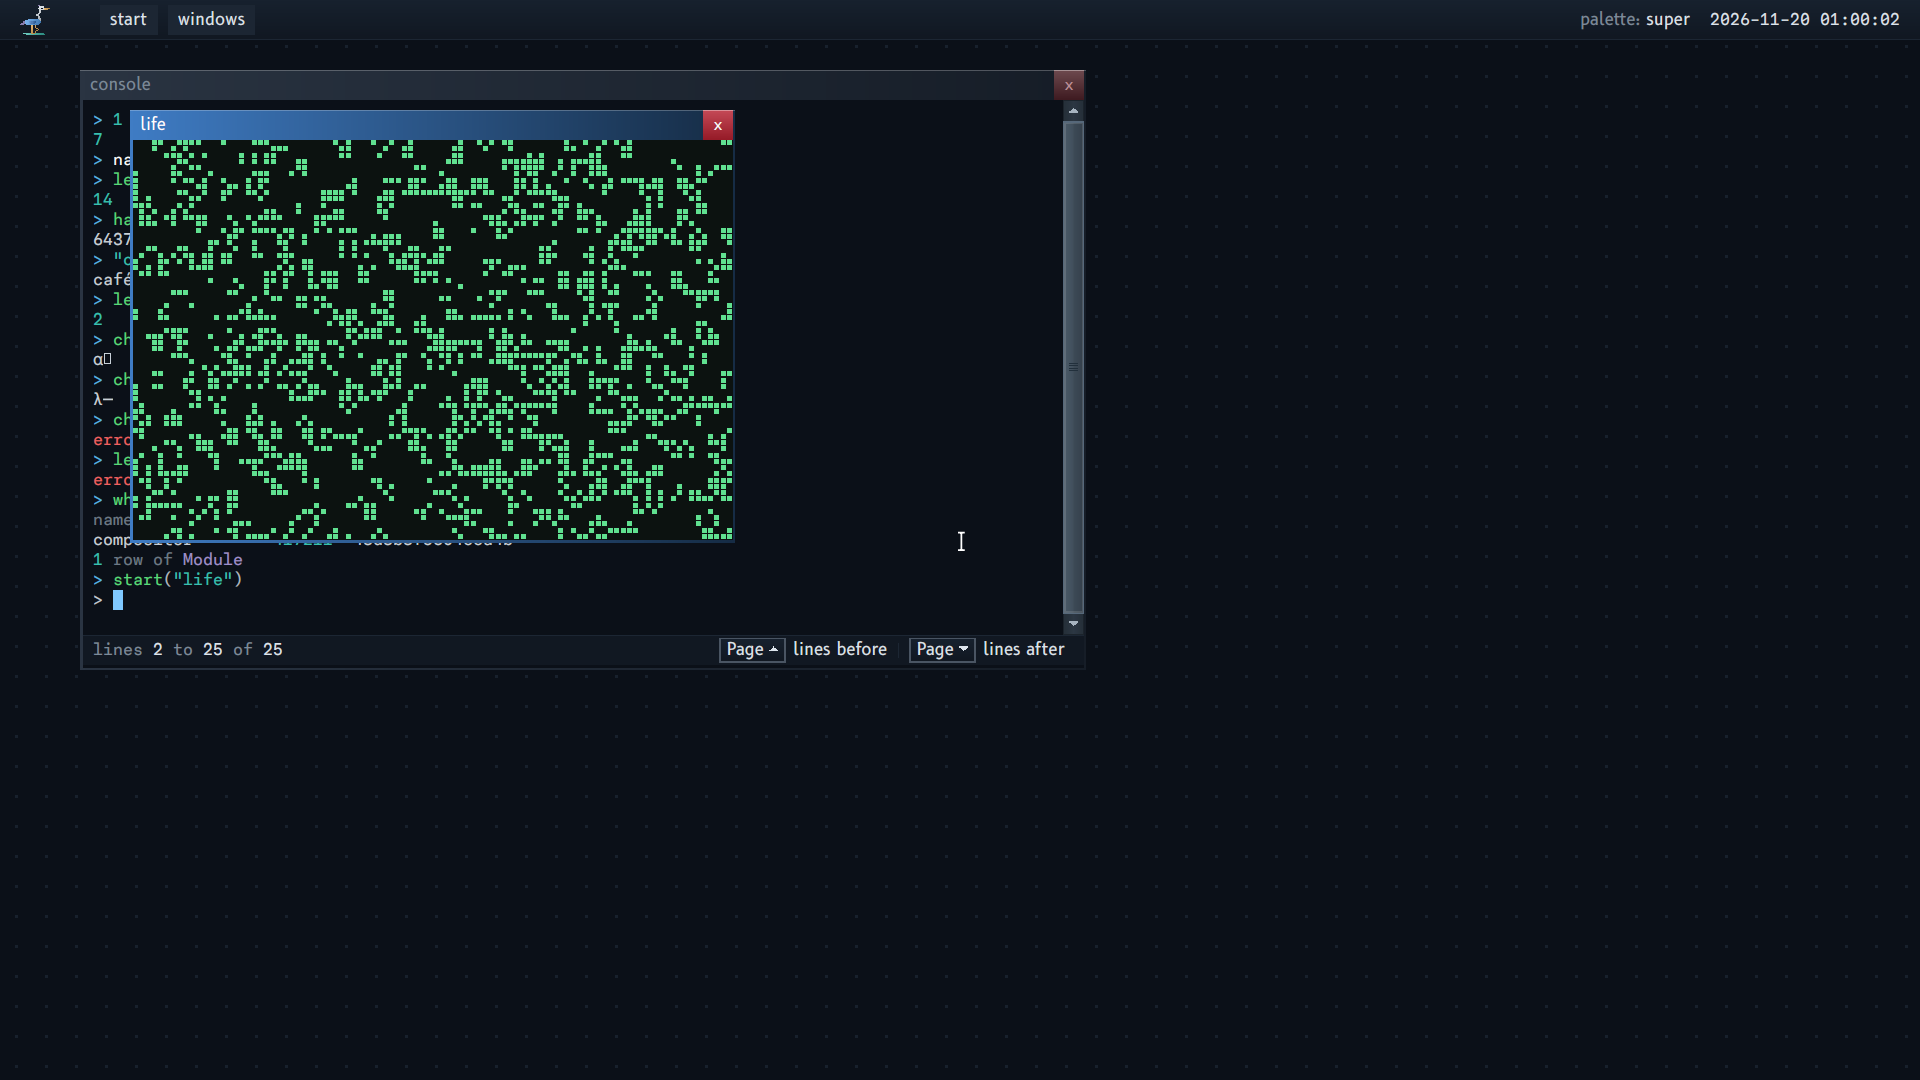 start windows palette: super 2026-11-20 01:00:02
console x
life x
> 1
7
> na
> le
14
> ha
6437
> "c
café
> le
2
> ch
α▯
> ch
λ—
> ch
erro
> le
erro
> wh
name
1 row of Module
> start("life")
>
lines 2 to 25 of 25 Page lines before Page lines after